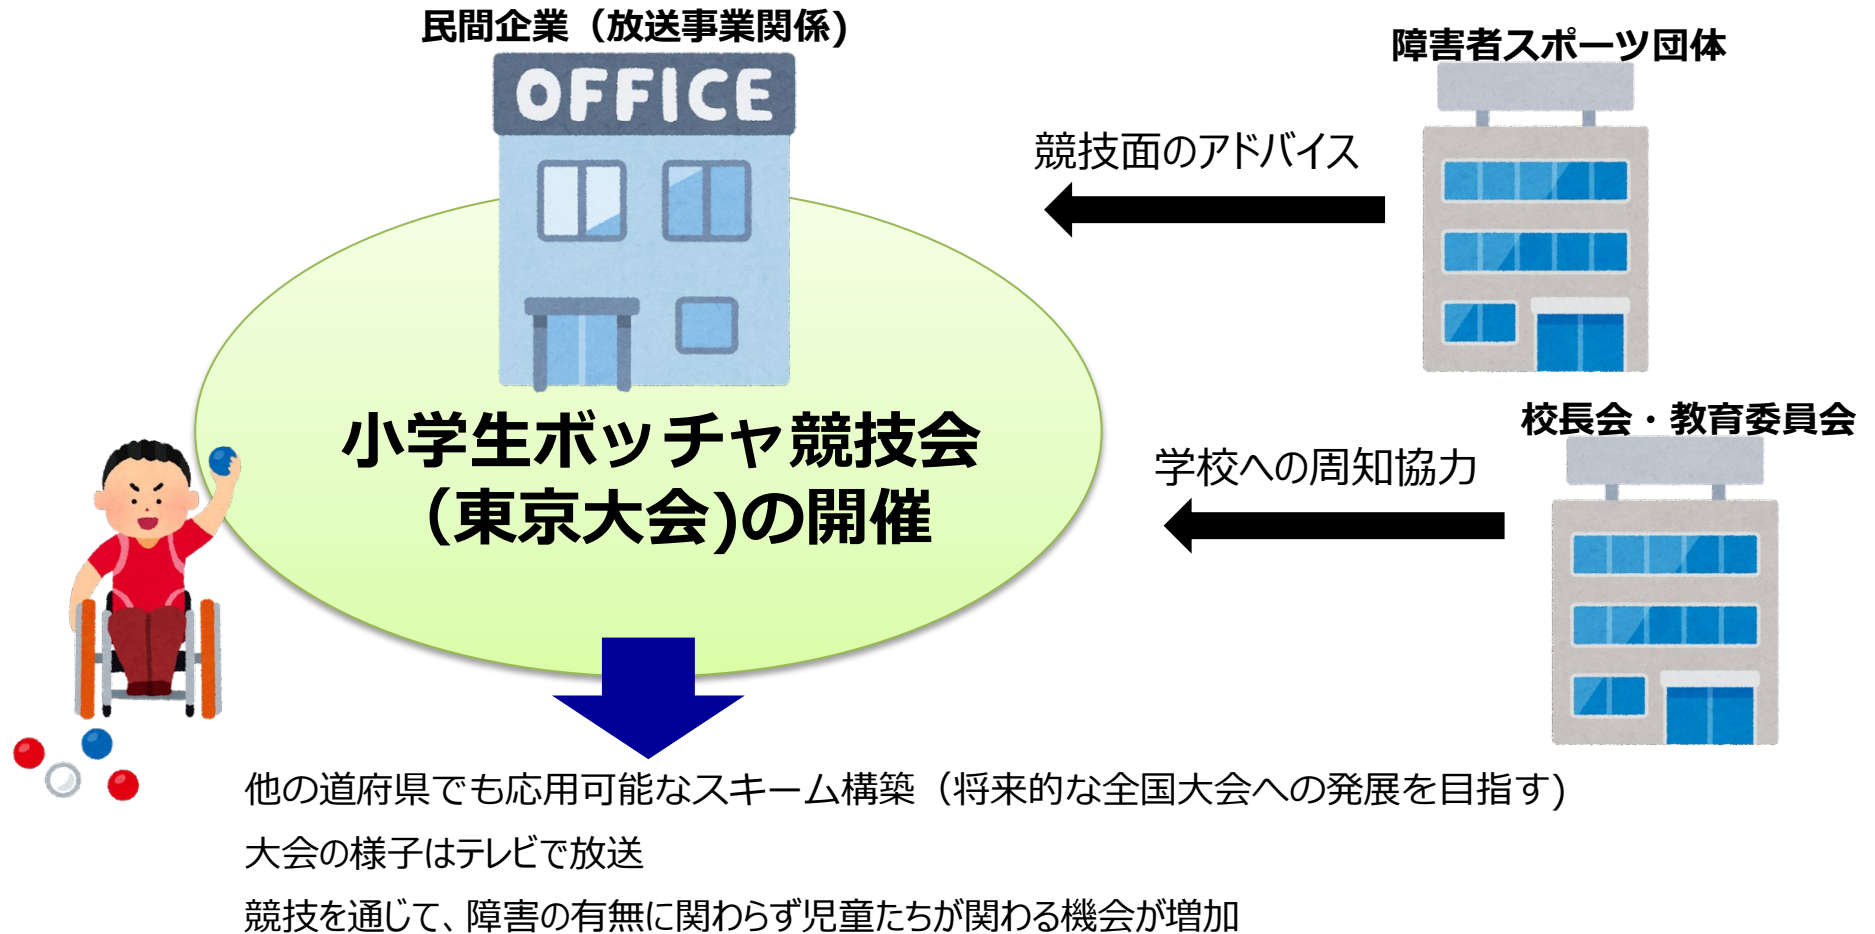 民間企業（放送事業関係)
OFFICE
障害者スポーツ団体
競技面のアドバイス
校長会・教育委員会
学校への周知協力
小学生ボッチャ競技会
（東京大会)の開催
他の道府県でも応用可能なスキーム構築（将来的な全国大会への発展を目指す)
大会の様子はテレビで放送
競技を通じて、障害の有無に関わらず児童たちが関わる機会が増加